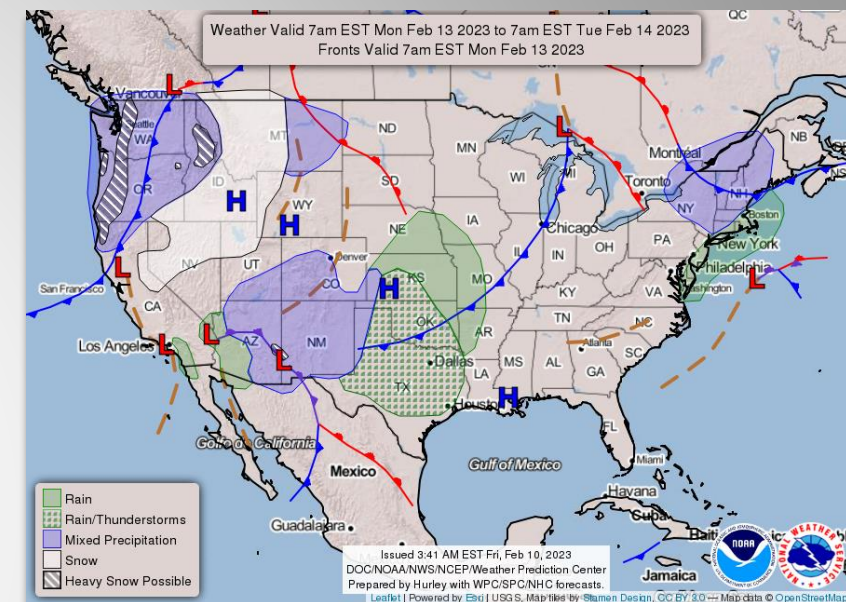 Weather Valid 7am EST Mon Feb 13 2023 to 7am EST Tue Feb 14 2023
Fronts Valid 7am EST Mon Feb 13 2023
QC
L
Vancouver
L
NB
WA
MT
ND
MN
MI
Montréal
OR
ID
H
SD
WI
Toronto
NY
NH
H
WY
Boston
NE
IA
Chicago
New York
PA
OH
IL
IN
Philadelphia
L
NV
UT
Denver
CO
H
KS
MO
L
San Francisco
CA
KY
VA
Washington
TN
NC
OK
AR
Los Angeles
L
L
AZ
L
NM
Atlanta
SC
Dallas
MS
AL
GA
LA
TX
Houston
H
FL
Golfo de California
Mexico
Gulf of Mexico
Miami
Havana
Cuba
Guadalajara
Jamaica
Rain
Rain/Thunderstorms
Mixed Precipitation
Snow
Heavy Snow Possible
Issued 3:41 AM EST Fri, Feb 10, 2023
DOC/NOAA/NWS/NCEP/Weather Prediction Center
Prepared by Hurley with WPC/SPC/NHC forecasts.
NOAA
Leaflet | Powered by Esri | USGS, Map tiles by Stamen Design, CC BY 3.0 — Map data © OpenStreetMap